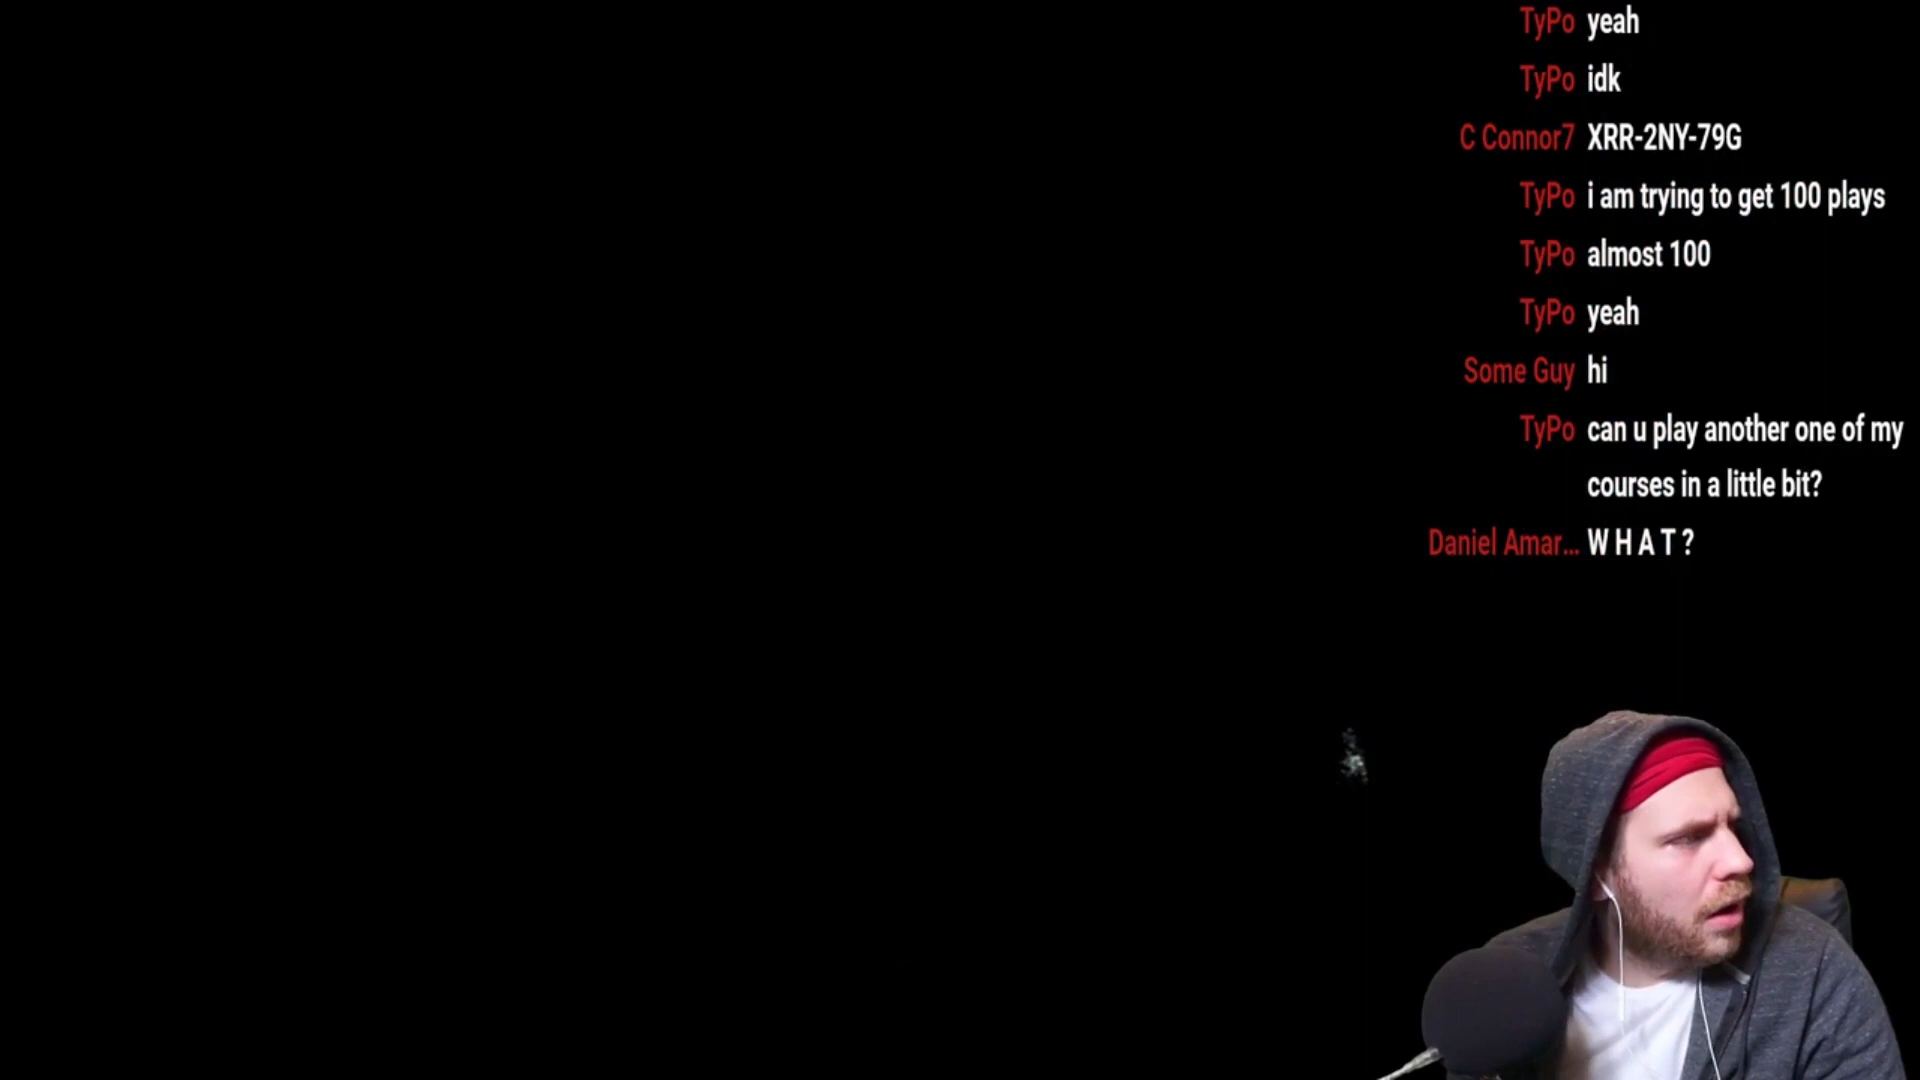 TyPo yeah
TyPo idk
C Connor7 XRR-2NY-79G
TyPo i am trying to get 100 plays
TyPo almost 100
TyPo yeah
Some Guy hi
TyPo can u play another one of my
courses in a little bit?
Daniel Amar... W H A T ?